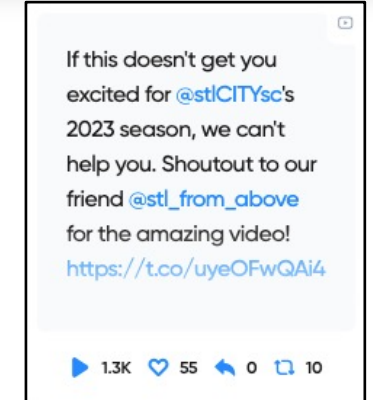 If this doesn't get you
excited for @stlCITYsc's
2023 season, we can't
help you. Shoutout to our
friend @stl_from_above
for the amazing video!
https://t.co/uyeOFwQAi4
1.3K 55 0 10